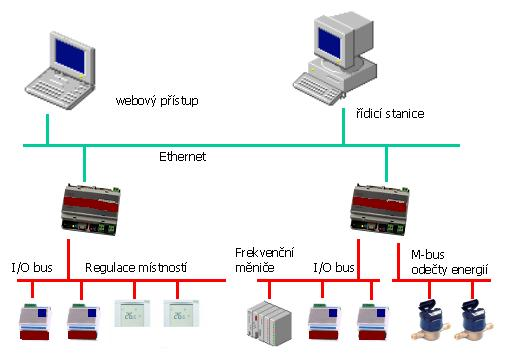 webový přístup
řídicí stanice
Ethernet
I/O bus
Regulace místností
Frekvenční
měniče
I/O bus
M-bus
odečty energií